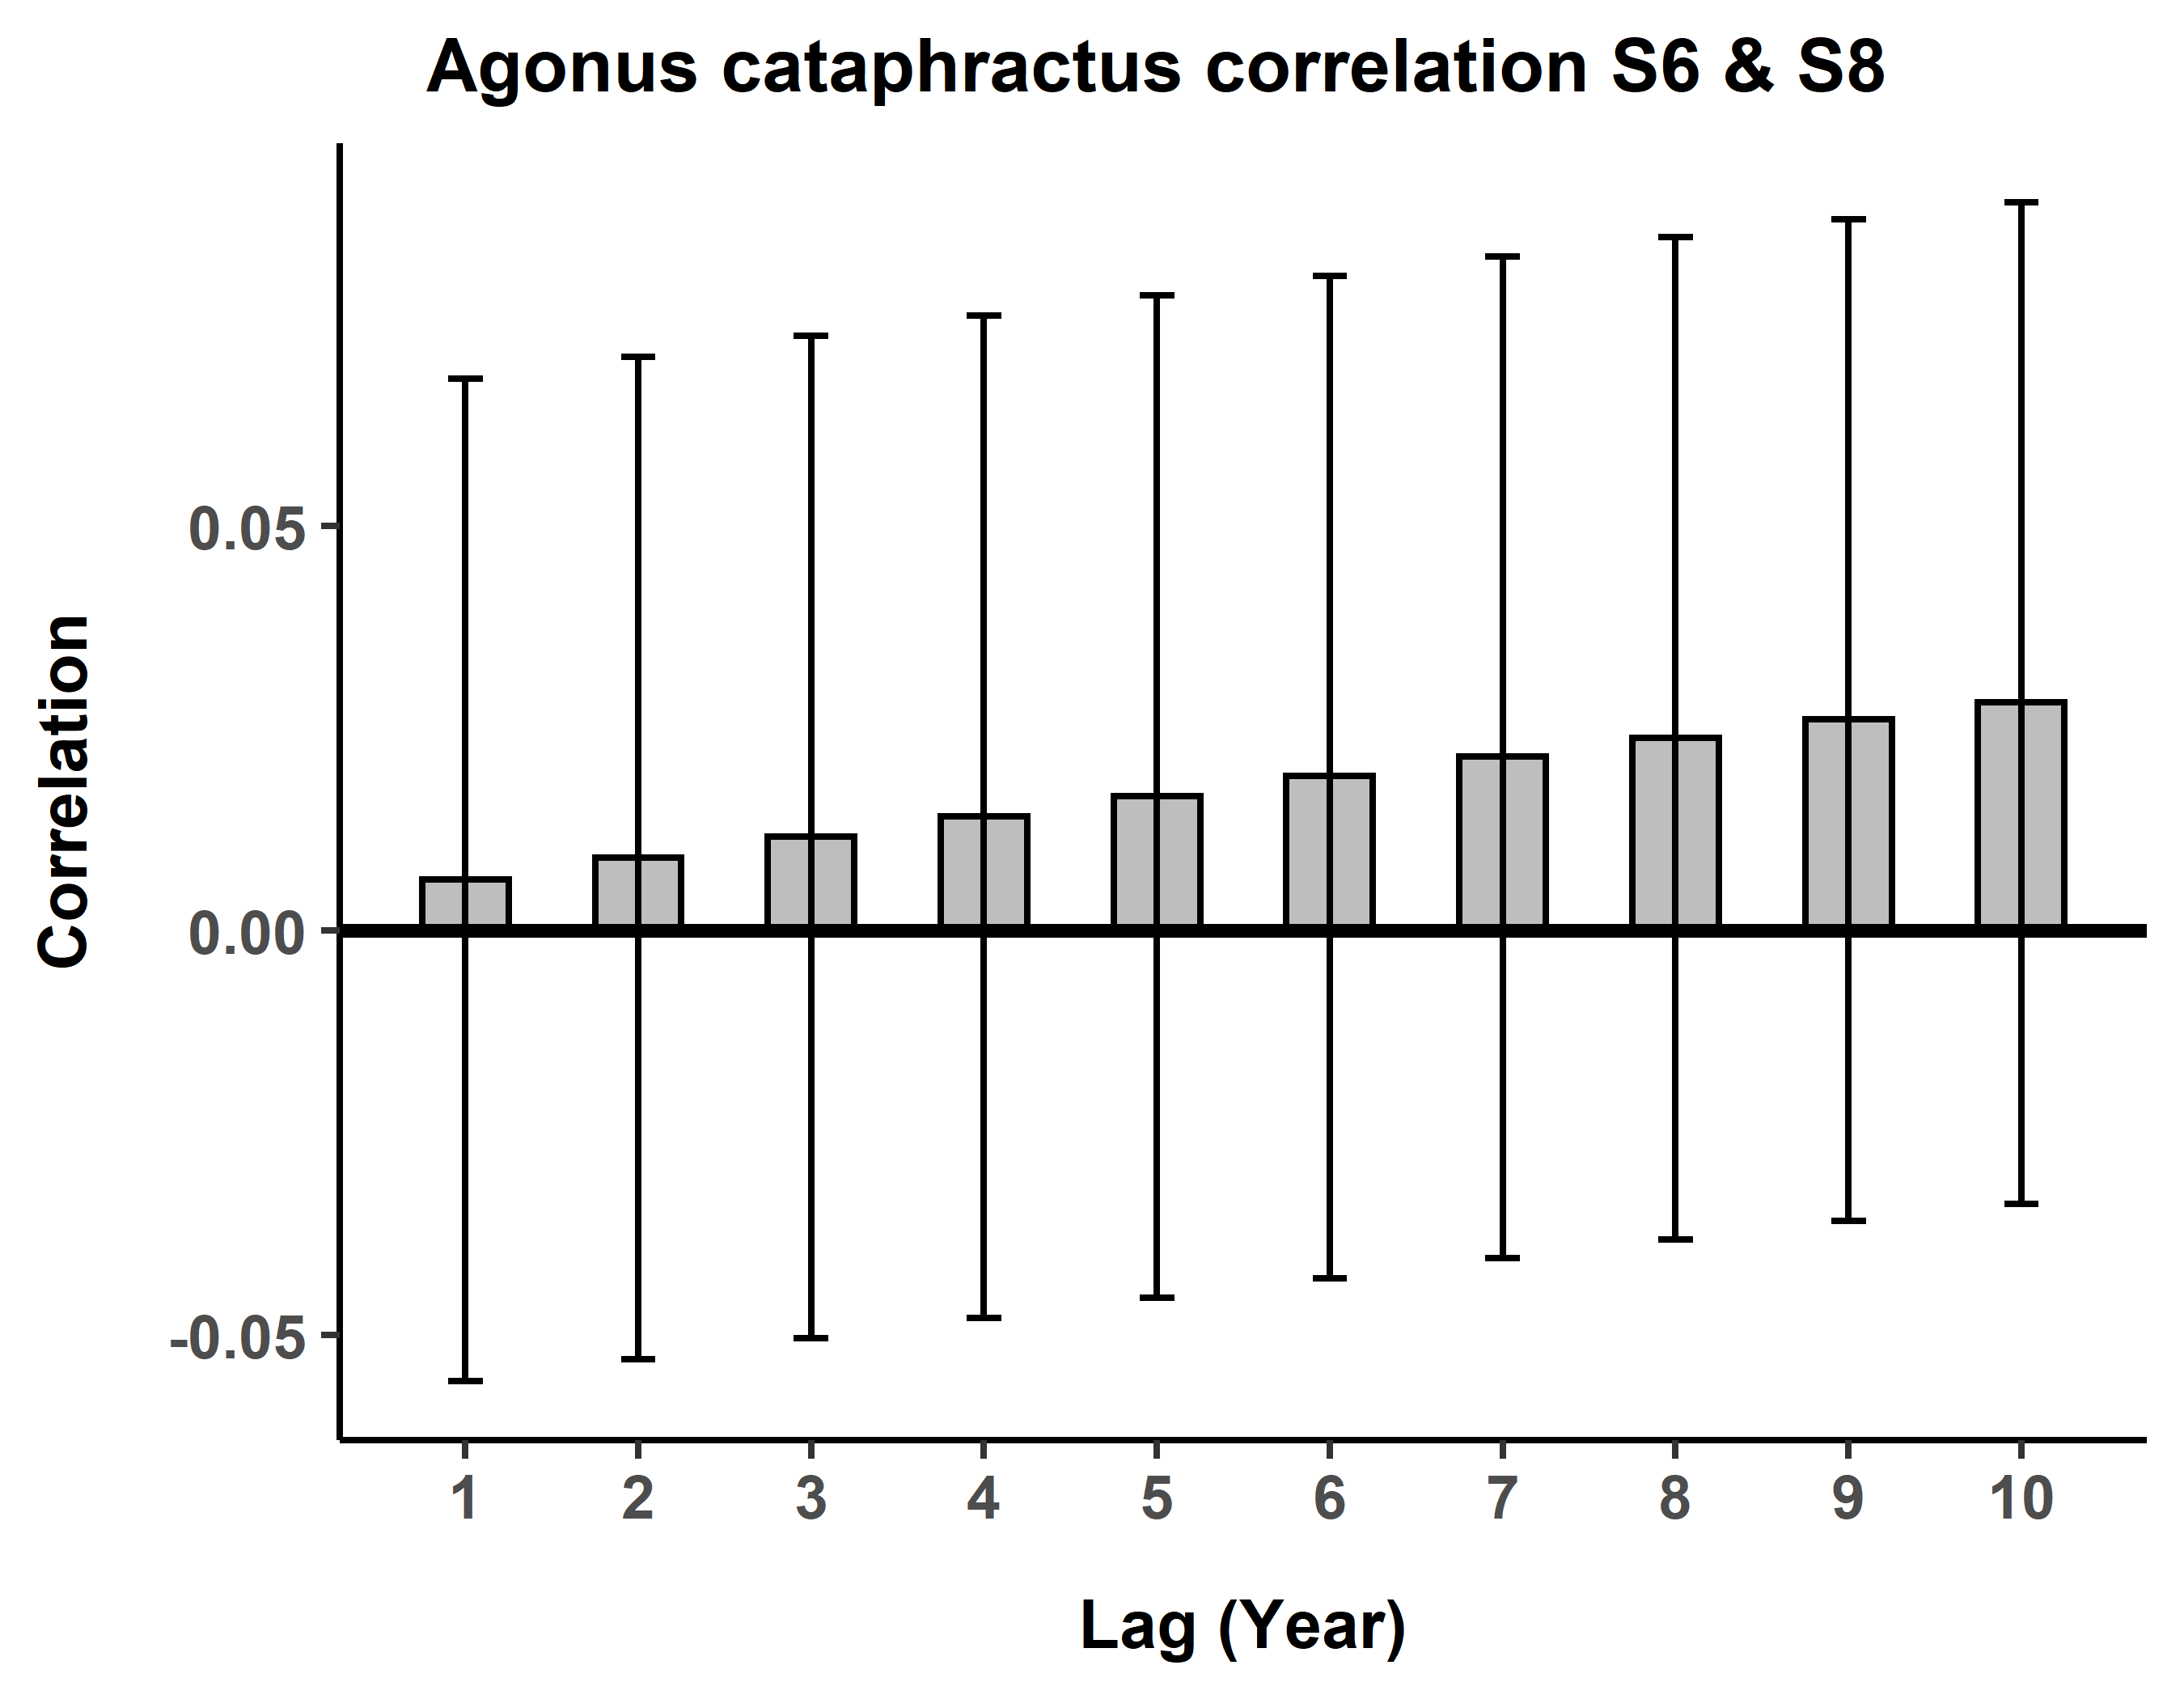 Agonus cataphractus correlation S6 & S8
Correlation
0.05
0.00
-0.05
1 2 3 4 5 6 7 8 9 10
Lag (Year)